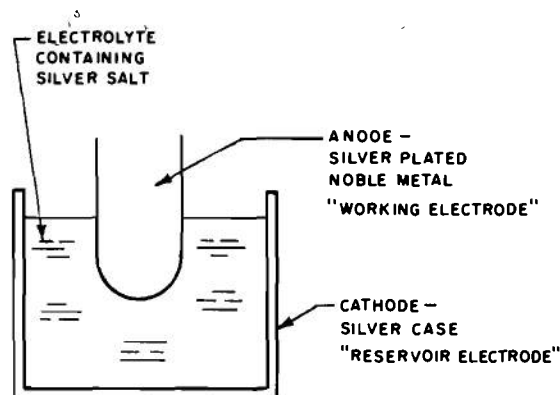 ELECTROLYTE
CONTAINING
SILVER SALT
ANOOE –
SILVER PLATED
NOBLE METAL
"WORKING ELECTRODE"
CATHODE –
SILVER CASE
"RESERVOIR ELECTRODE"